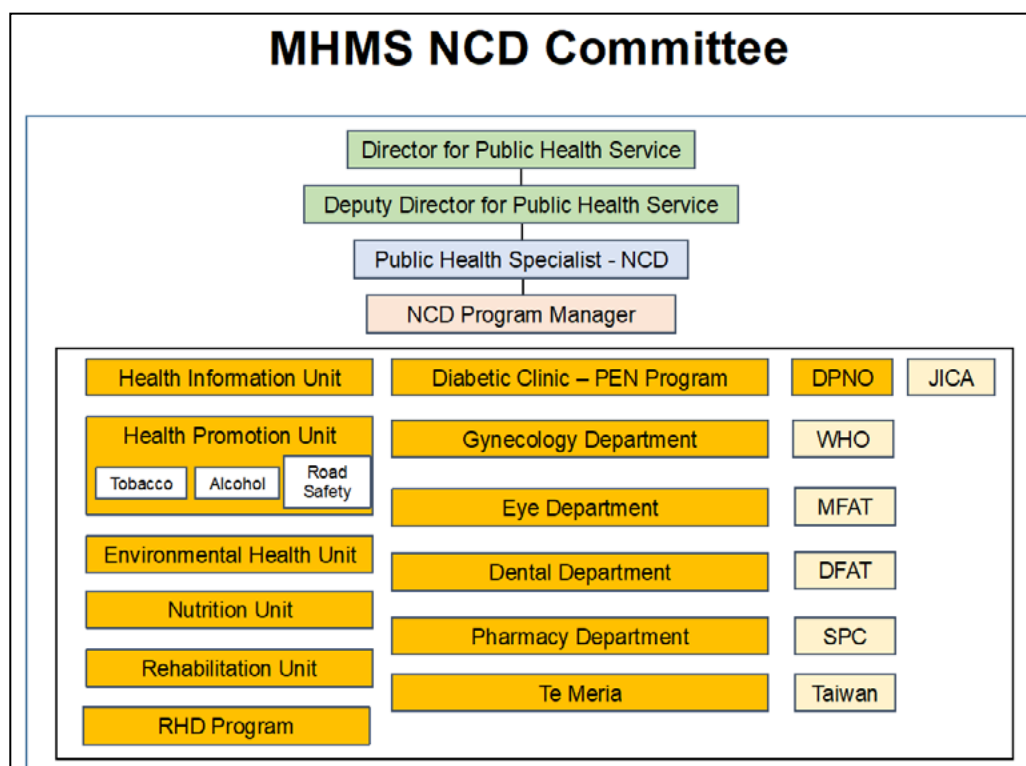 MHMS NCD Committee
Director for Public Health Service
Deputy Director for Public Health Service
Public Health Specialist - NCD
NCD Program Manager
Health Information Unit
Health Promotion Unit
Tobacco
Alcohol
Road
Safety
Environmental Health Unit
Nutrition Unit
Rehabilitation Unit
RHD Program
Diabetic Clinic – PEN Program
Gynecology Department
Eye Department
Dental Department
Pharmacy Department
Te Meria
DPNO
JICA
WHO
MFAT
DFAT
SPC
Taiwan